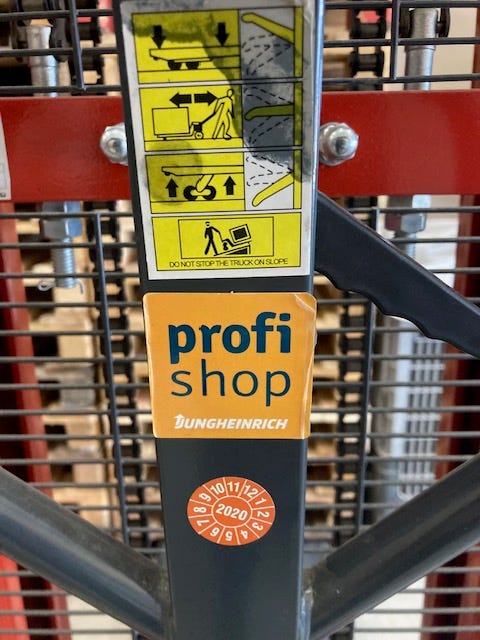 DO NOT STOP THE TRUCK ON SLOPE
profi
shop
JUNGHEINRICH
1 2 3 4 5 6 7 8 9 10 11 12
2020